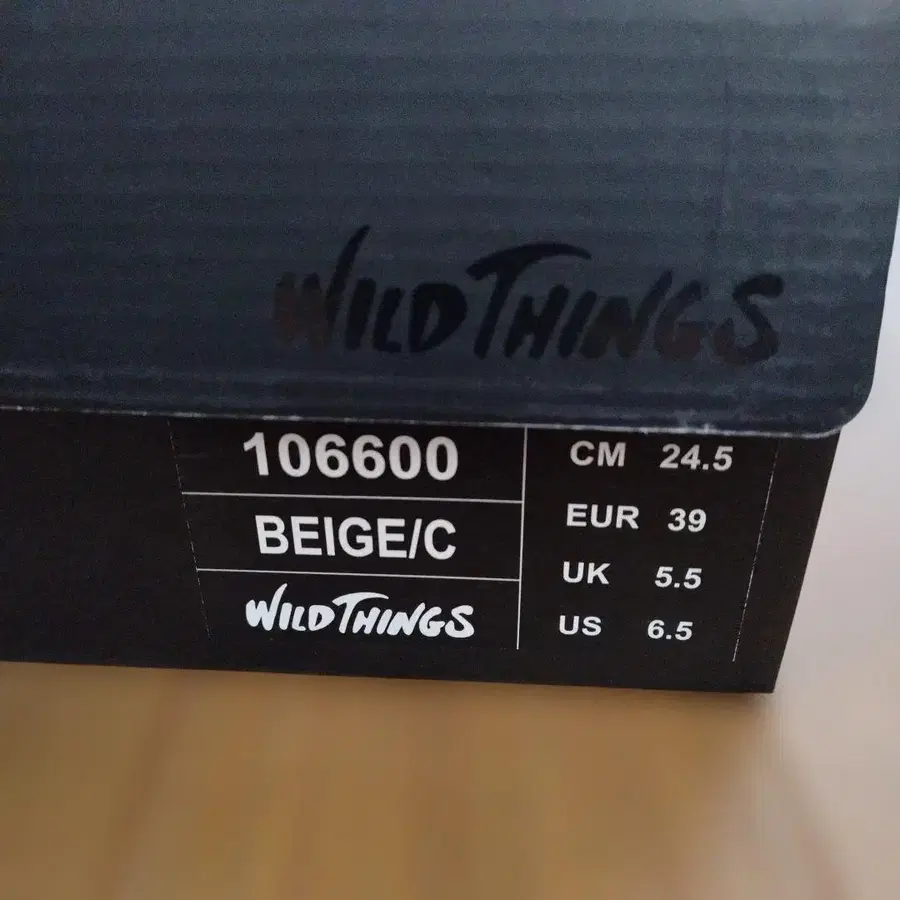 WILDTHINGS
106600
BEIGE/C
WILDTHINGS
CM 24.5
EUR 39
UK 5.5
US 6.5